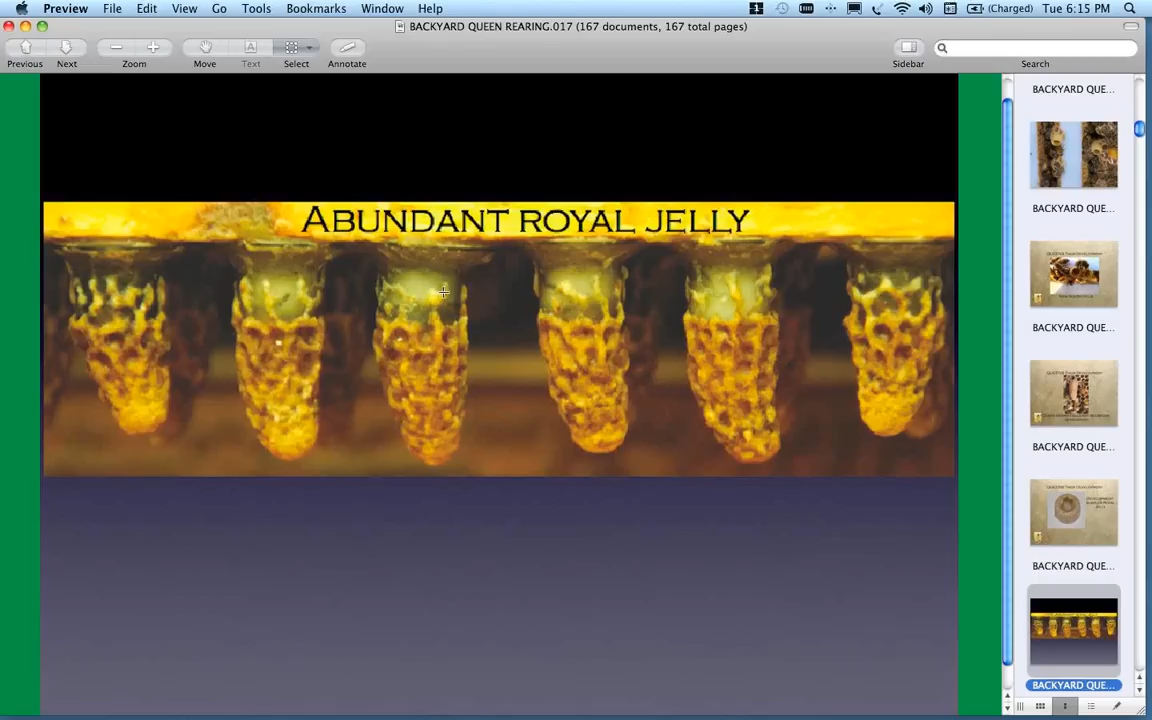 Preview File Edit View Go Tools Bookmarks Window Help
1 (Charged) Tue 6:15 PM
BACKYARD QUEEN REARING.017 (167 documents, 167 total pages)
Previous Next Zoom Move Text Select Annotate Sidebar Search
ABUNDANT ROYAL JELLY
BACKYARD QUE...
BACKYARD QUE...
BACKYARD QUE...
BACKYARD QUE...
BACKYARD QUE...
BACKYARD QUE...